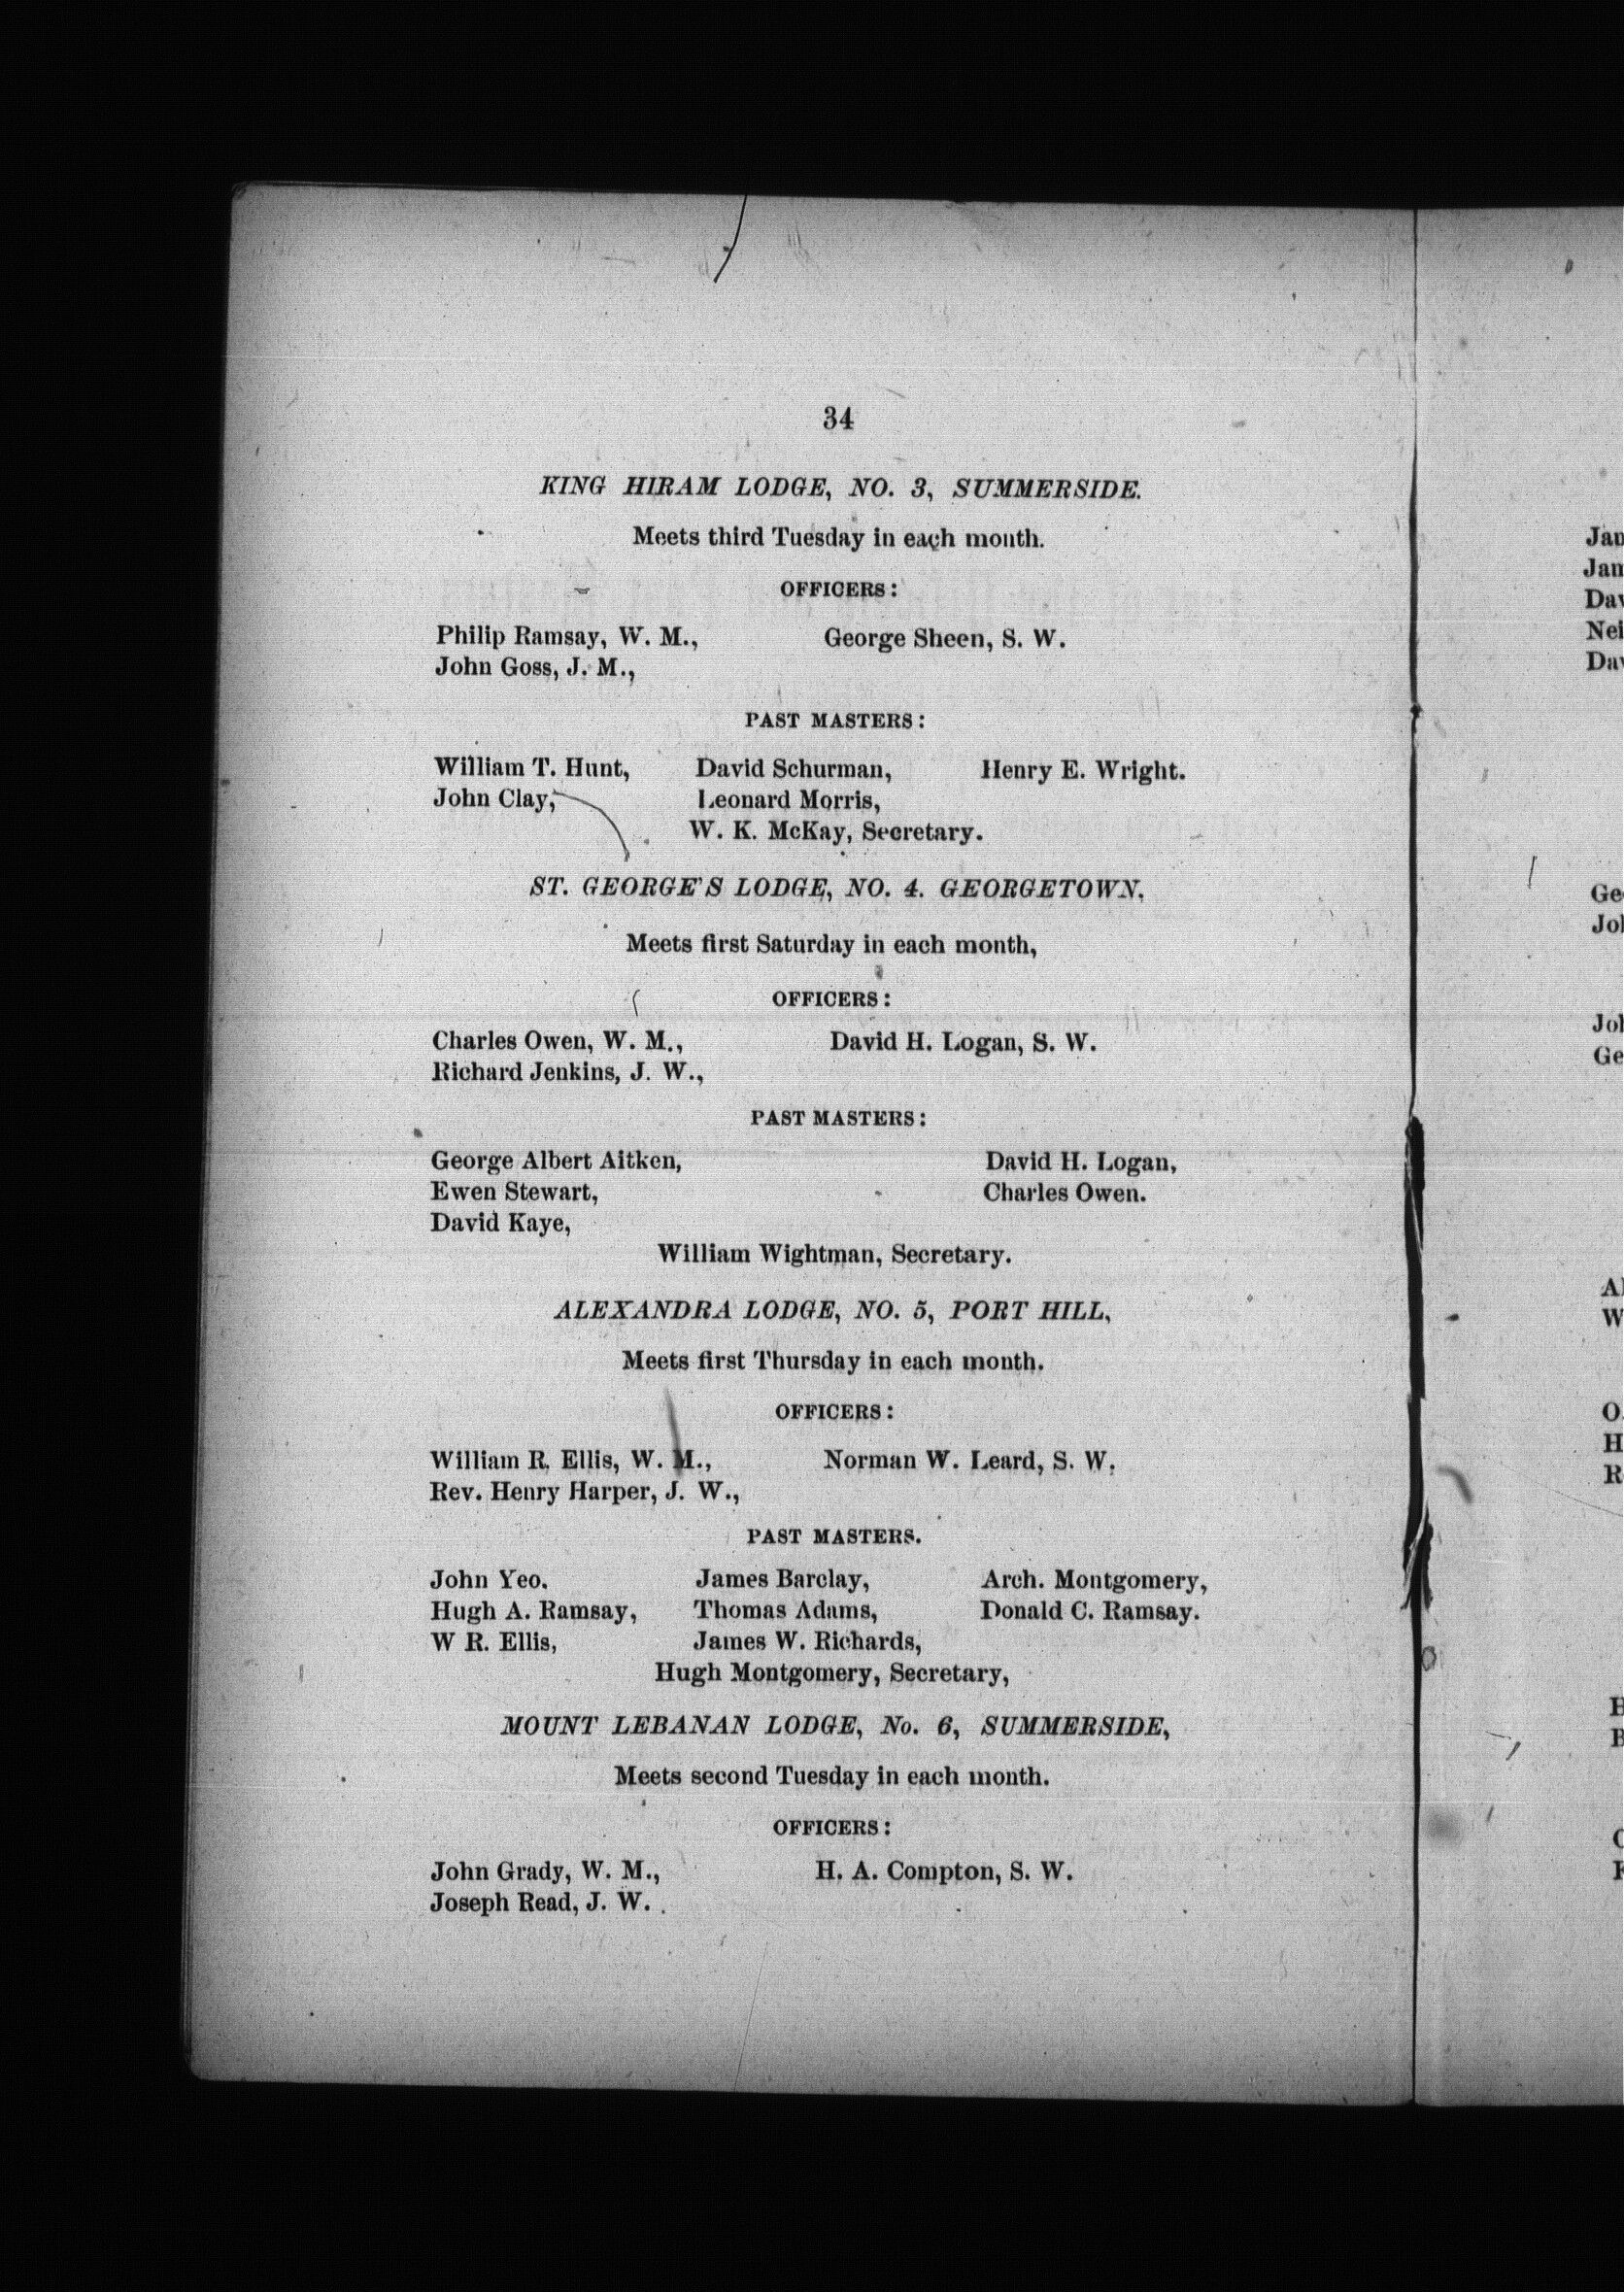 34
KING HIRAM LODGE, NO. 3, SUMMERSIDE.
Meets third Tuesday in each month.
OFFICERS:
Philip Ramsay, W. M., George Sheen, S. W.
John Goss, J. M.,
PAST MASTERS:
William T. Hunt, David Schurman, Henry E. Wright.
John Clay, Leonard Morris,
W. K. McKay, Secretary.
ST. GEORGE'S LODGE, NO. 4. GEORGETOWN,
Meets first Saturday in each month,
OFFICERS:
Charles Owen, W. M., David H. Logan, S. W.
Richard Jenkins, J. W.,
PAST MASTERS:
George Albert Aitken, David H. Logan,
Ewen Stewart, Charles Owen.
David Kaye,
William Wightman, Secretary.
ALEXANDRA LODGE, NO. 5, PORT HILL,
Meets first Thursday in each month.
OFFICERS:
William R. Ellis, W. M., Norman W. Leard, S. W.
Rev. Henry Harper, J. W.,
PAST MASTERS.
John Yeo. James Barclay, Arch. Montgomery,
Hugh A. Ramsay, Thomas Adams, Donald C. Ramsay.
W R. Ellis, James W. Richards,
Hugh Montgomery, Secretary,
MOUNT LEBANAN LODGE, No. 6, SUMMERSIDE,
Meets second Tuesday in each month.
OFFICERS:
John Grady, W. M., H. A. Compton, S. W.
Joseph Read, J. W.